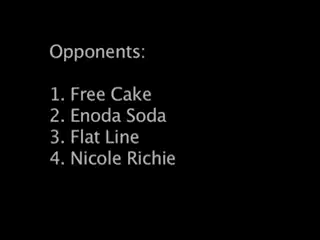 Opponents:
1. Free Cake
2. Enoda Soda
3. Flat Line
4. Nicole Richie